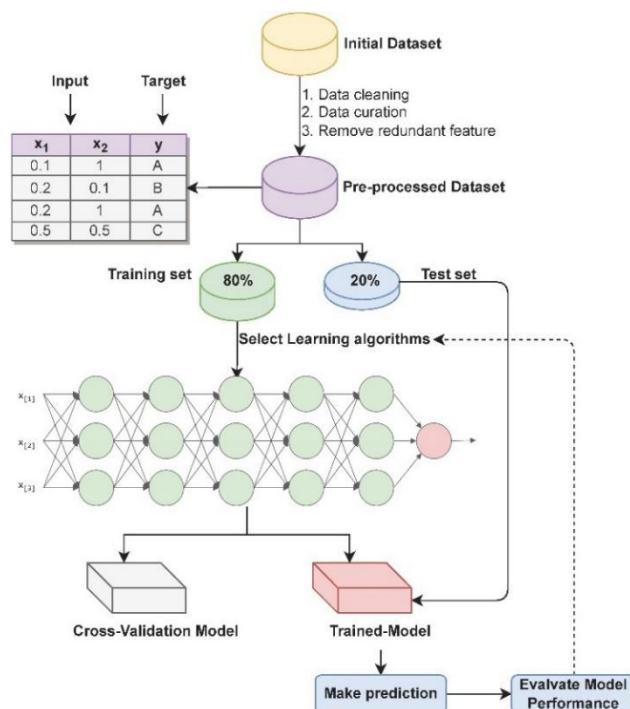 Initial Dataset
1. Data cleaning
2. Data curation
3. Remove redundant feature
Input Target
x1 x2 y
0.1 1 A
0.2 0.1 B
0.2 1 A
0.5 0.5 C
Pre-processed Dataset
Training set 80% 20% Test set
Select Learning algorithms
x[1]
x[2]
x[3]
Cross-Validation Model Trained-Model
Make prediction
Evalvate Model
Performance